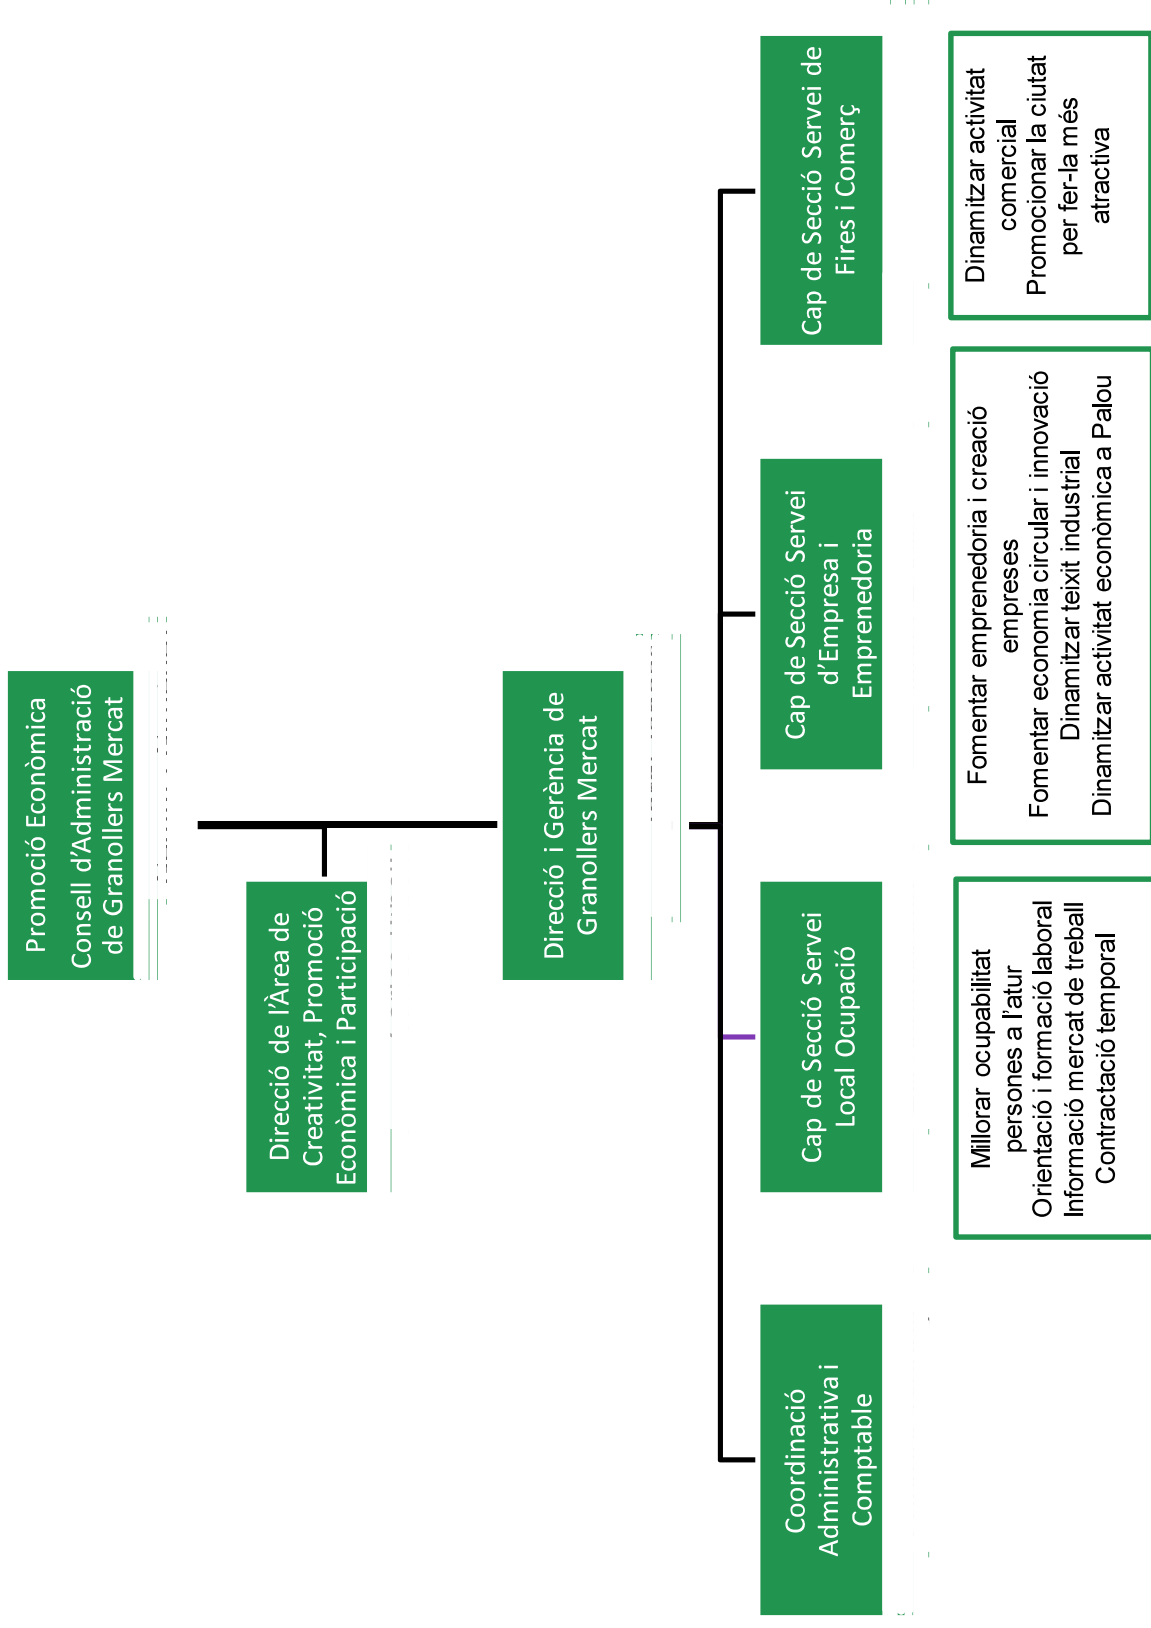 Promoció Econòmica
Consell d'Administració
de Granollers Mercat
Direcció de l'Àrea de
Creativitat, Promoció
Econòmica i Participació
Direcció i Gerència de
Granollers Mercat
Coordinació
Administrativa i
Comptable
Cap de Secció Servei
Local Ocupació
Cap de Secció Servei
d'Empresa i
Emprenedoria
Cap de Secció Servei de
Fires i Comerç
Millorar ocupabilitat
persones a l'atur
Orientació i formació laboral
Informació mercat de treball
Contractació temporal
Fomentar emprenedoria i creació
empreses
Fomentar economia circular i innovació
Dinamitzar teixit industrial
Dinamitzar activitat econòmica a Palou
Dinamitzar activitat
comercial
Promocionar la ciutat
per fer-la més
atractiva